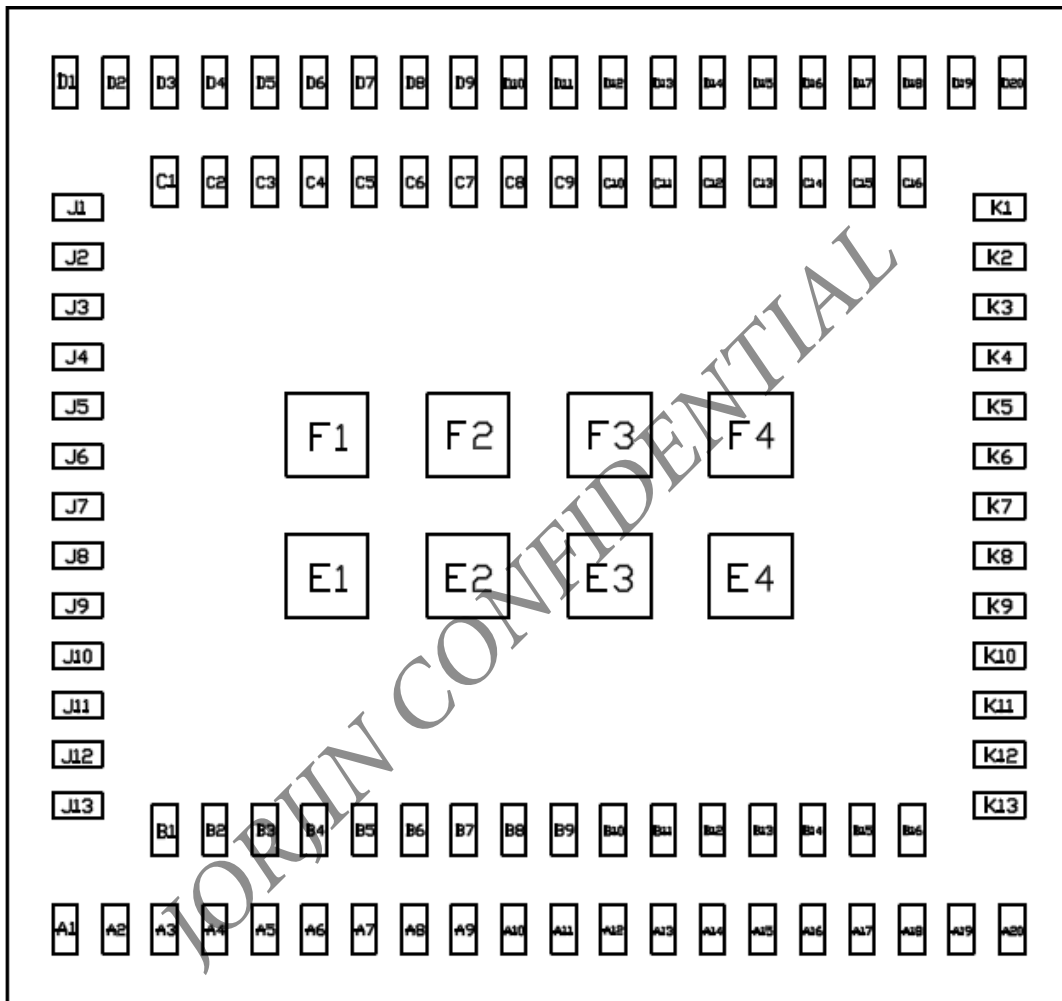 D1 D2 D3 D4 D5 D6 D7 D8 D9 D10 D11 D12 D13 D14 D15 D16 D17 D18 D19 D20
C1 C2 C3 C4 C5 C6 C7 C8 C9 C10 C11 C12 C13 C14 C15 C16
J1 K1
J2 K2
J3 K3
J4 K4
J5 K5
F1 F2 F3 F4
J6 K6
J7 K7
J8 K8
E1 E2 E3 E4
J9 K9
J10 K10
J11 K11
J12 K12
J13 K13
B1 B2 B3 B4 B5 B6 B7 B8 B9 B10 B11 B12 B13 B14 B15 B16
A1 A2 A3 A4 A5 A6 A7 A8 A9 A10 A11 A12 A13 A14 A15 A16 A17 A18 A19 A20
JORJIN CONFIDENTIAL